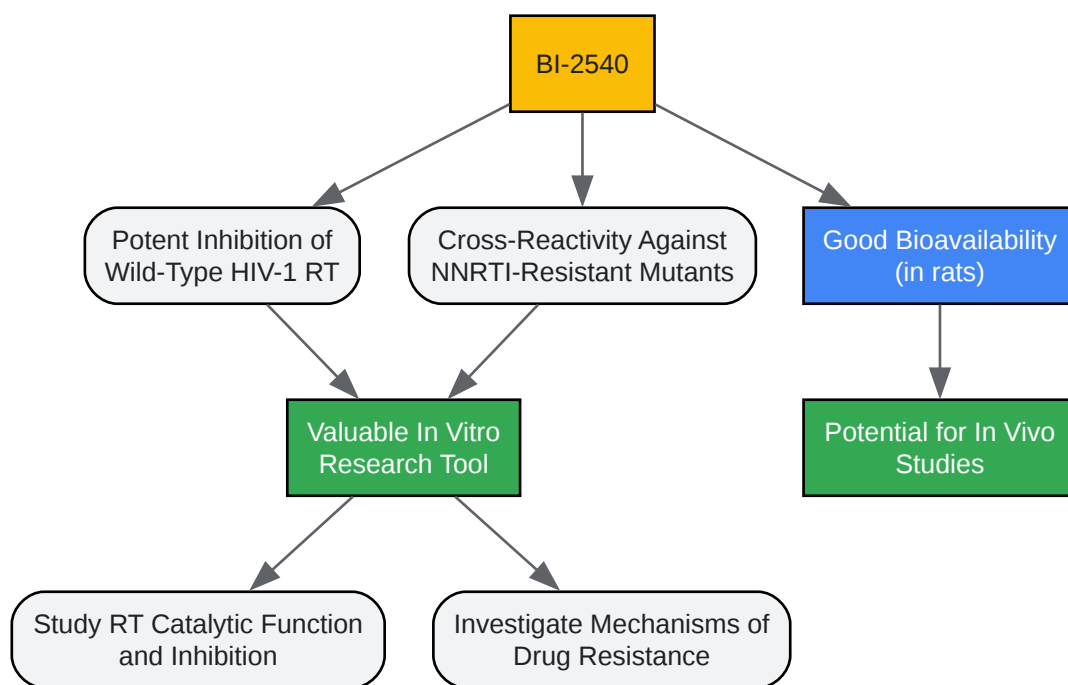 BI-2540
Potent Inhibition of
Wild-Type HIV-1 RT
Cross-Reactivity Against
NNRTI-Resistant Mutants
Good Bioavailability
(in rats)
Valuable In Vitro
Research Tool
Potential for In Vivo
Studies
Study RT Catalytic Function
and Inhibition
Investigate Mechanisms of
Drug Resistance